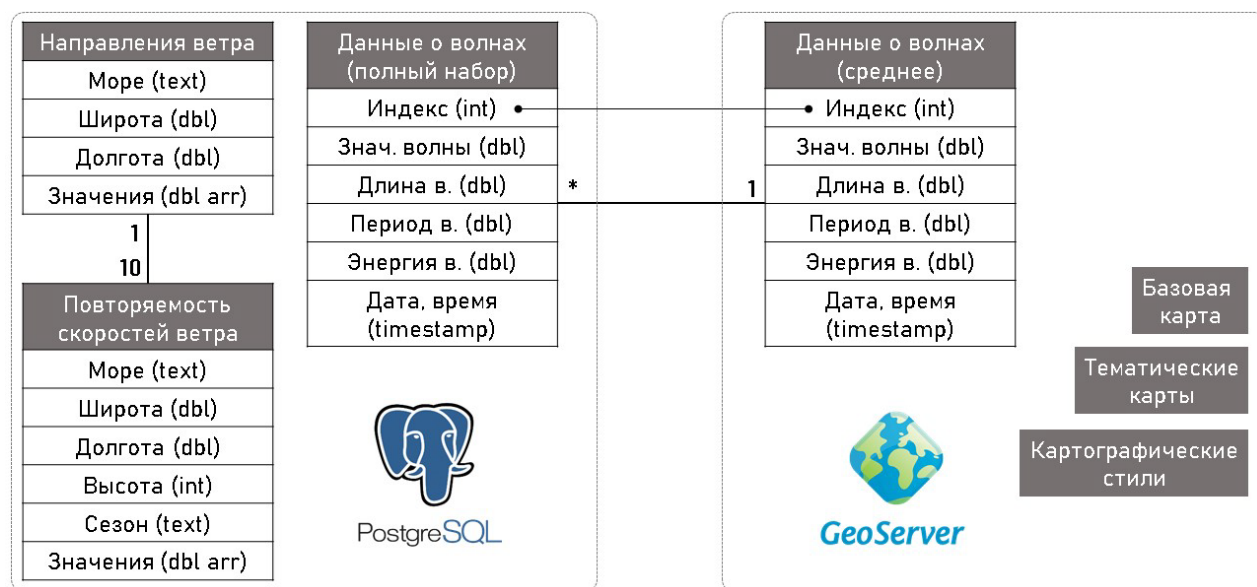 Направления ветра
Море (text)
Широта (dbl)
Долгота (dbl)
Значения (dbl arr)
1
10
Повторяемость
скоростей ветра
Море (text)
Широта (dbl)
Долгота (dbl)
Высота (int)
Сезон (text)
Значения (dbl arr)
Данные о волнах
(полный набор)
Индекс (int)
Знач. волны (dbl)
Длина в. (dbl)
Период в. (dbl)
Энергия в. (dbl)
Дата, время
(timestamp)
*
1
PostgreSQL
Данные о волнах
(среднее)
Индекс (int)
Знач. волны (dbl)
Длина в. (dbl)
Период в. (dbl)
Энергия в. (dbl)
Дата, время
(timestamp)
GeoServer
Базовая
карта
Тематические
карты
Картографические
стили